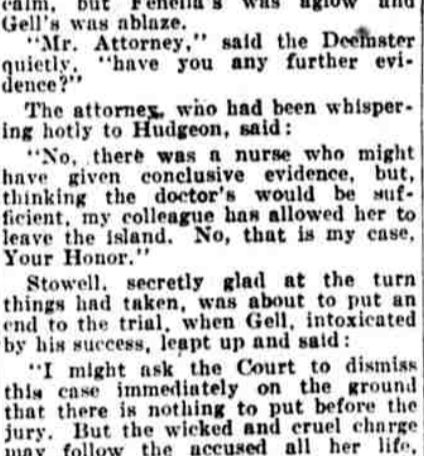 calm, but Fenella's was aglow and
Gell's was ablaze.
"Mr. Attorney," said the Deemster
quietly, "have you any further evi-
dence?"
The attorney, who had been whisper-
ing hotly to Hudgeon, said:
"No, there was a nurse who might
have given conclusive evidence, but,
thinking the doctor's would be suf-
ficient, my colleague has allowed her to
leave the island. No, that is my case,
Your Honor."
Stowell, secretly glad at the turn
things had taken, was about to put an
end to the trial, when Gell, intoxicated
by his success, leapt up and said:
"I might ask the Court to dismiss
this case immediately on the ground
that there is nothing to put before the
jury. But the wicked and cruel charge
may follow the accused all her life,